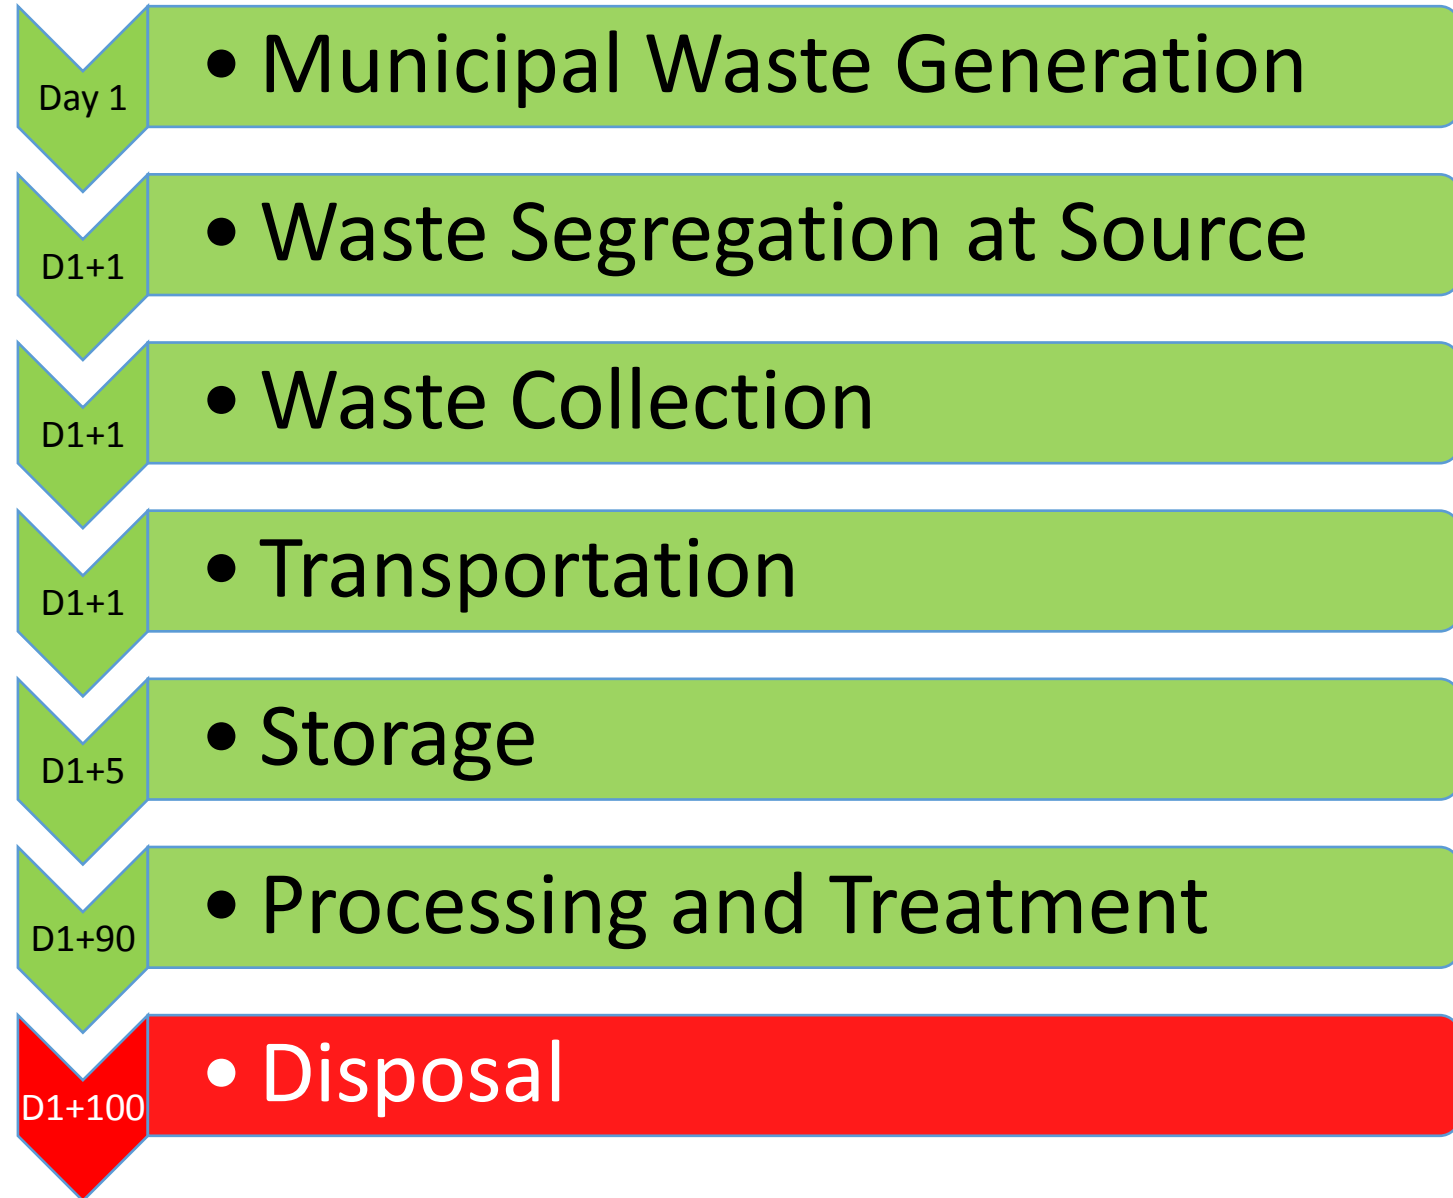 Day 1
• Municipal Waste Generation
D1+1
• Waste Segregation at Source
D1+1
• Waste Collection
D1+1
• Transportation
D1+5
• Storage
D1+90
• Processing and Treatment
D1+100
• Disposal